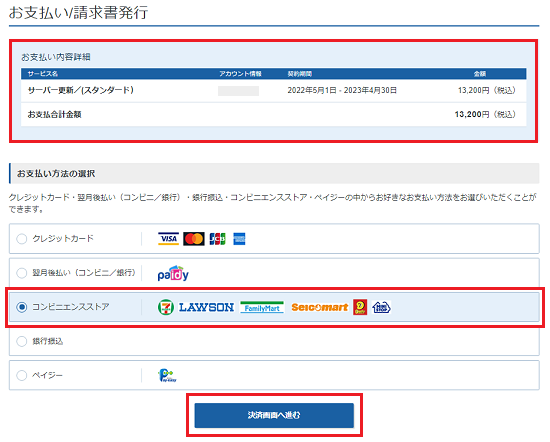 お支払い/請求書発行
お支払い内容詳細
サービス名 アカウント情報 契約期間 金額
サーバー更新／(スタンダード) 2022年5月1日 - 2023年4月30日 13,200円（税込）
お支払合計金額 13,200円（税込）
お支払い方法の選択
クレジットカード・翌月後払い（コンビニ／銀行）・銀行振込・コンビニエンスストア・ペイジーの中からお好きなお支払い方法をお選びいただくことが
できます。
クレジットカード VISA JCB
翌月後払い（コンビニ／銀行） paidy
コンビニエンスストア LAWSON FamilyMart Seicomart
銀行振込
ペイジー
決済画面へ進む